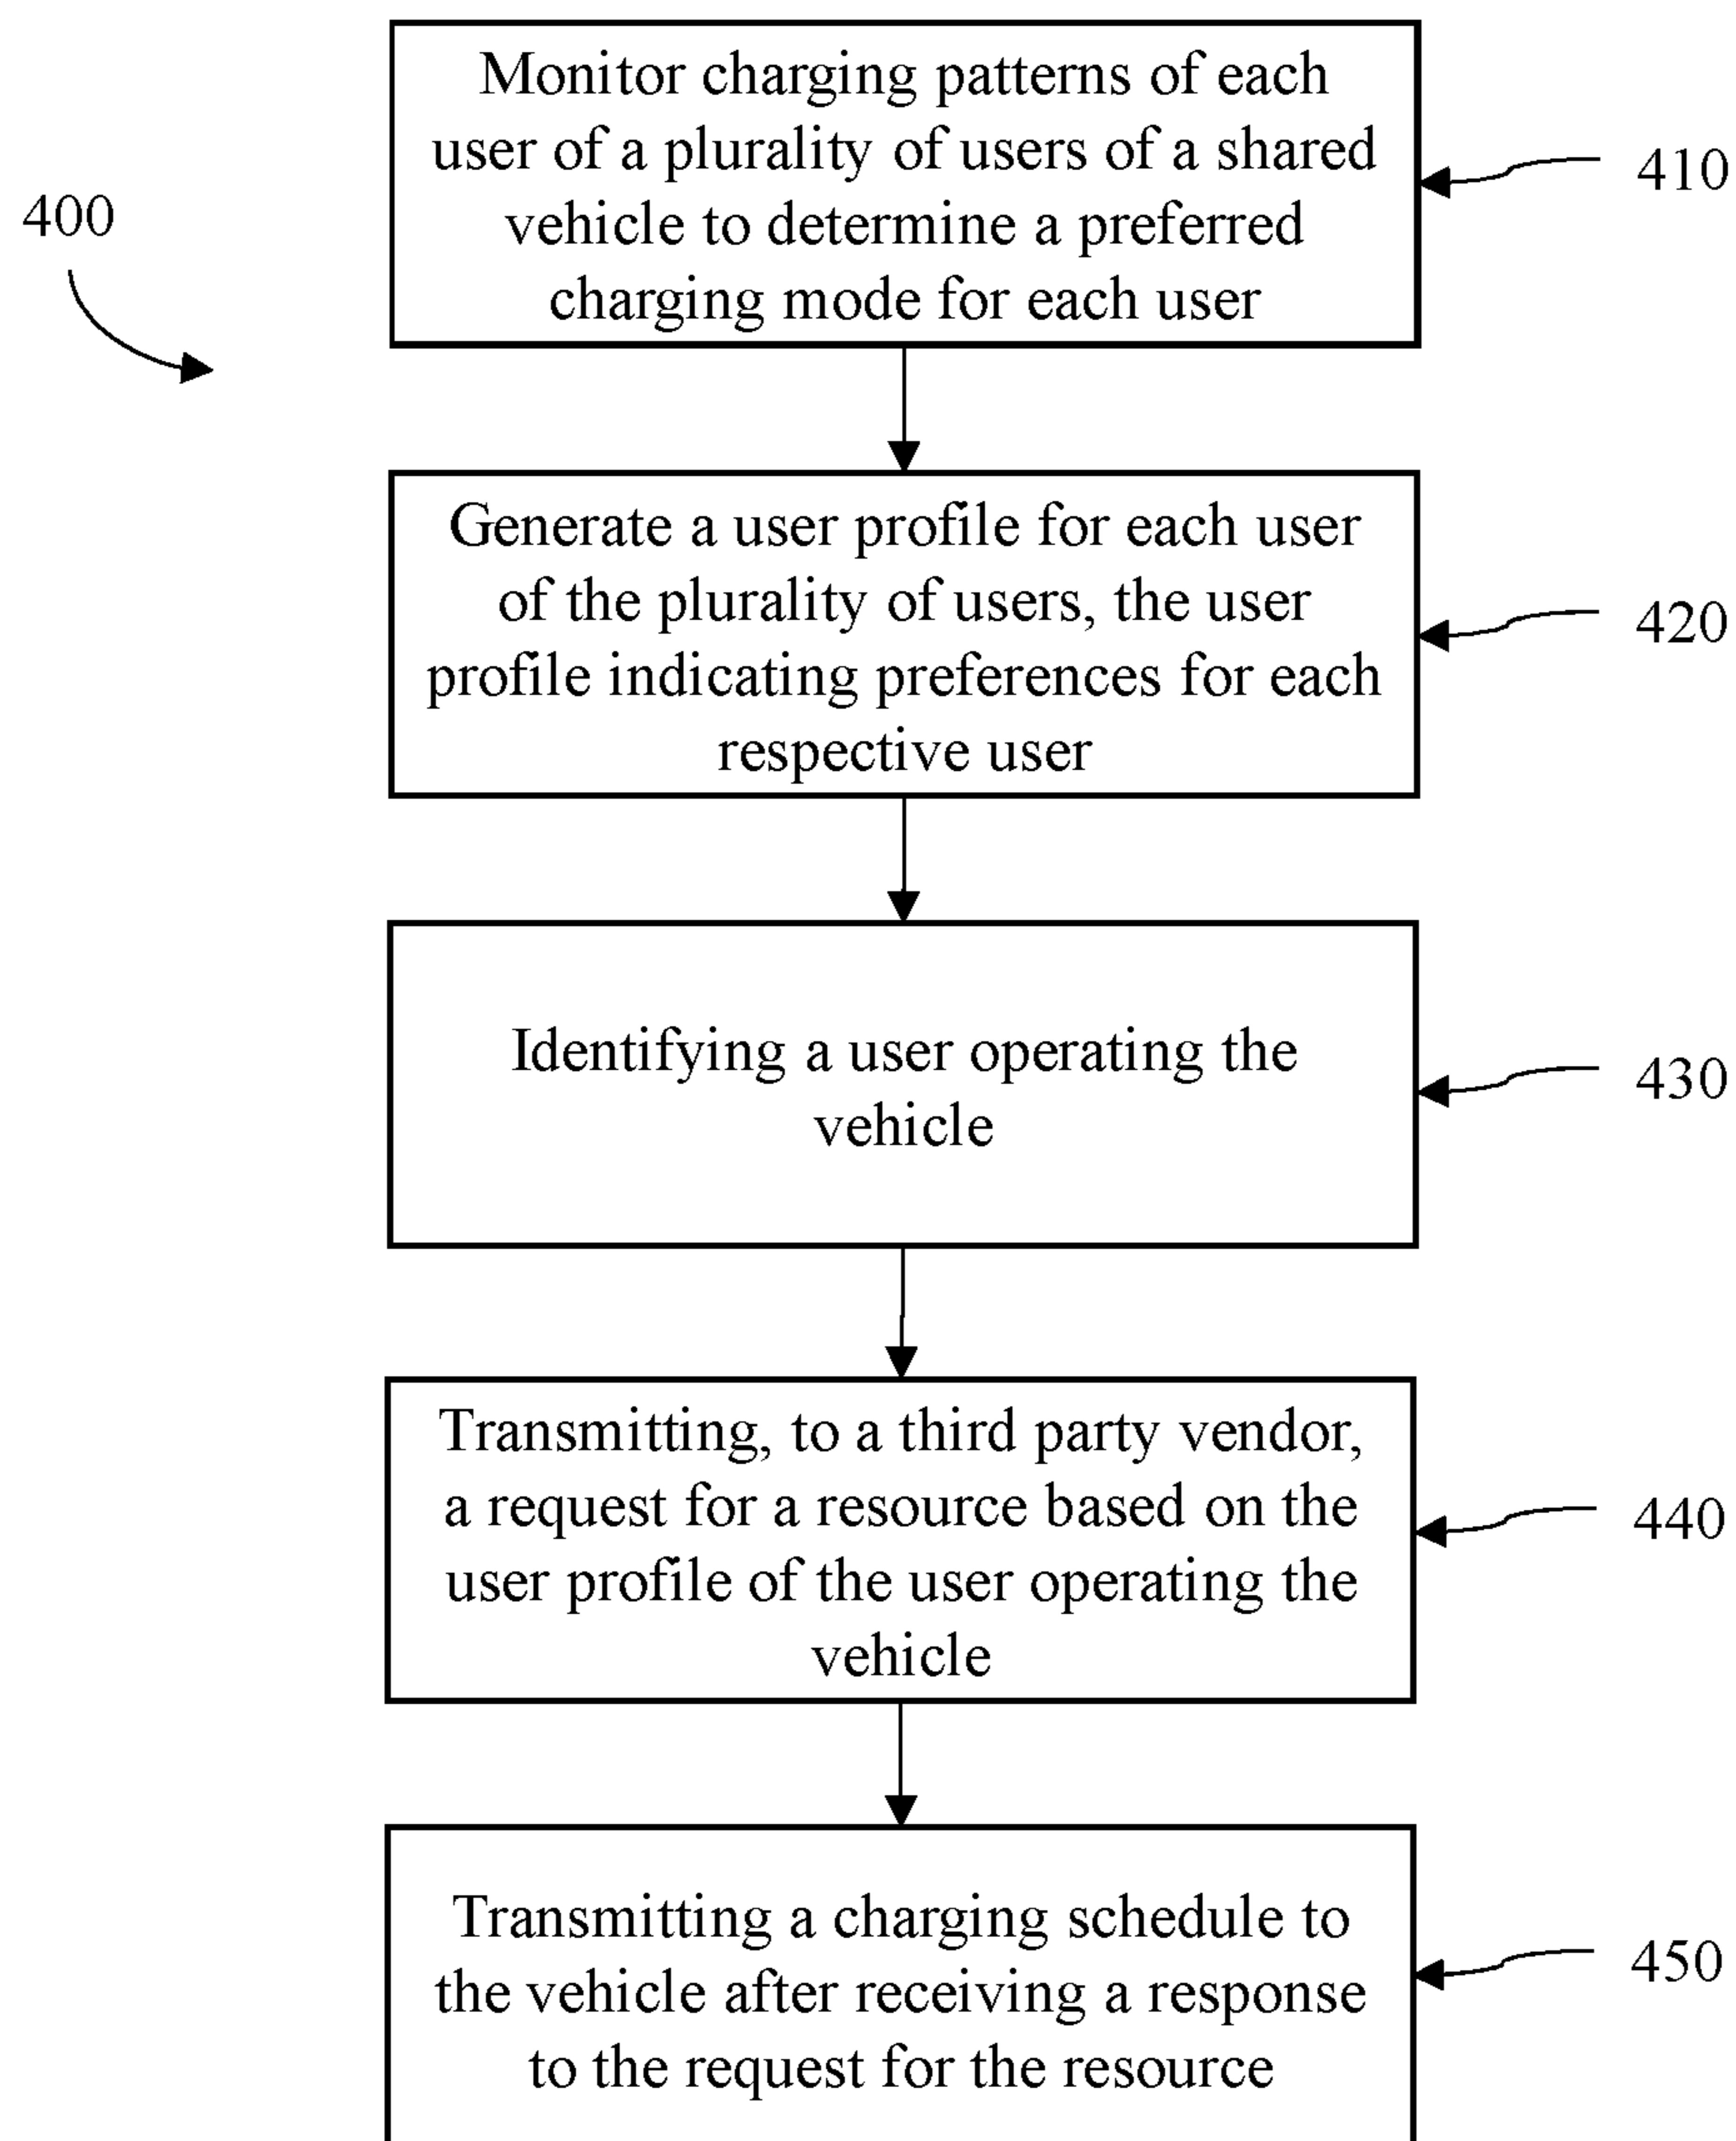 Monitor charging patterns of each
user of a plurality of users of a shared
vehicle to determine a preferred
charging mode for each user
410
400
Generate a user profile for each user
of the plurality of users, the user
profile indicating preferences for each
respective user
420
Identifying a user operating the
vehicle
430
Transmitting, to a third party vendor,
a request for a resource based on the
user profile of the user operating the
vehicle
440
Transmitting a charging schedule to
the vehicle after receiving a response
to the request for the resource
450